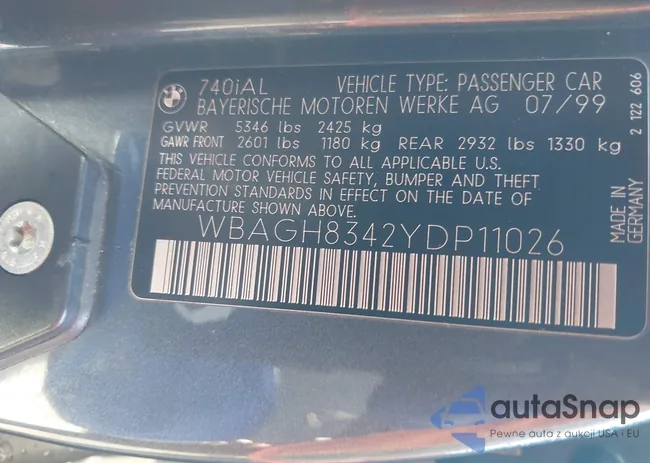 740iAL VEHICLE TYPE: PASSENGER CAR
BAYERISCHE MOTOREN WERKE AG 07/99
GVWR 5346 lbs 2425 kg
GAWR FRONT 2601 lbs 1180 kg REAR 2932 lbs 1330 kg
THIS VEHICLE CONFORMS TO ALL APPLICABLE U.S.
FEDERAL MOTOR VEHICLE SAFETY, BUMPER AND THEFT
PREVENTION STANDARDS IN EFFECT ON THE DATE OF
MANUFACTURE SHOWN ABOVE.
WBAGH8342YDP11026
MADE IN
GERMANY
2 122 606
autoSnap
Pewne auta z aukcji USA i EU